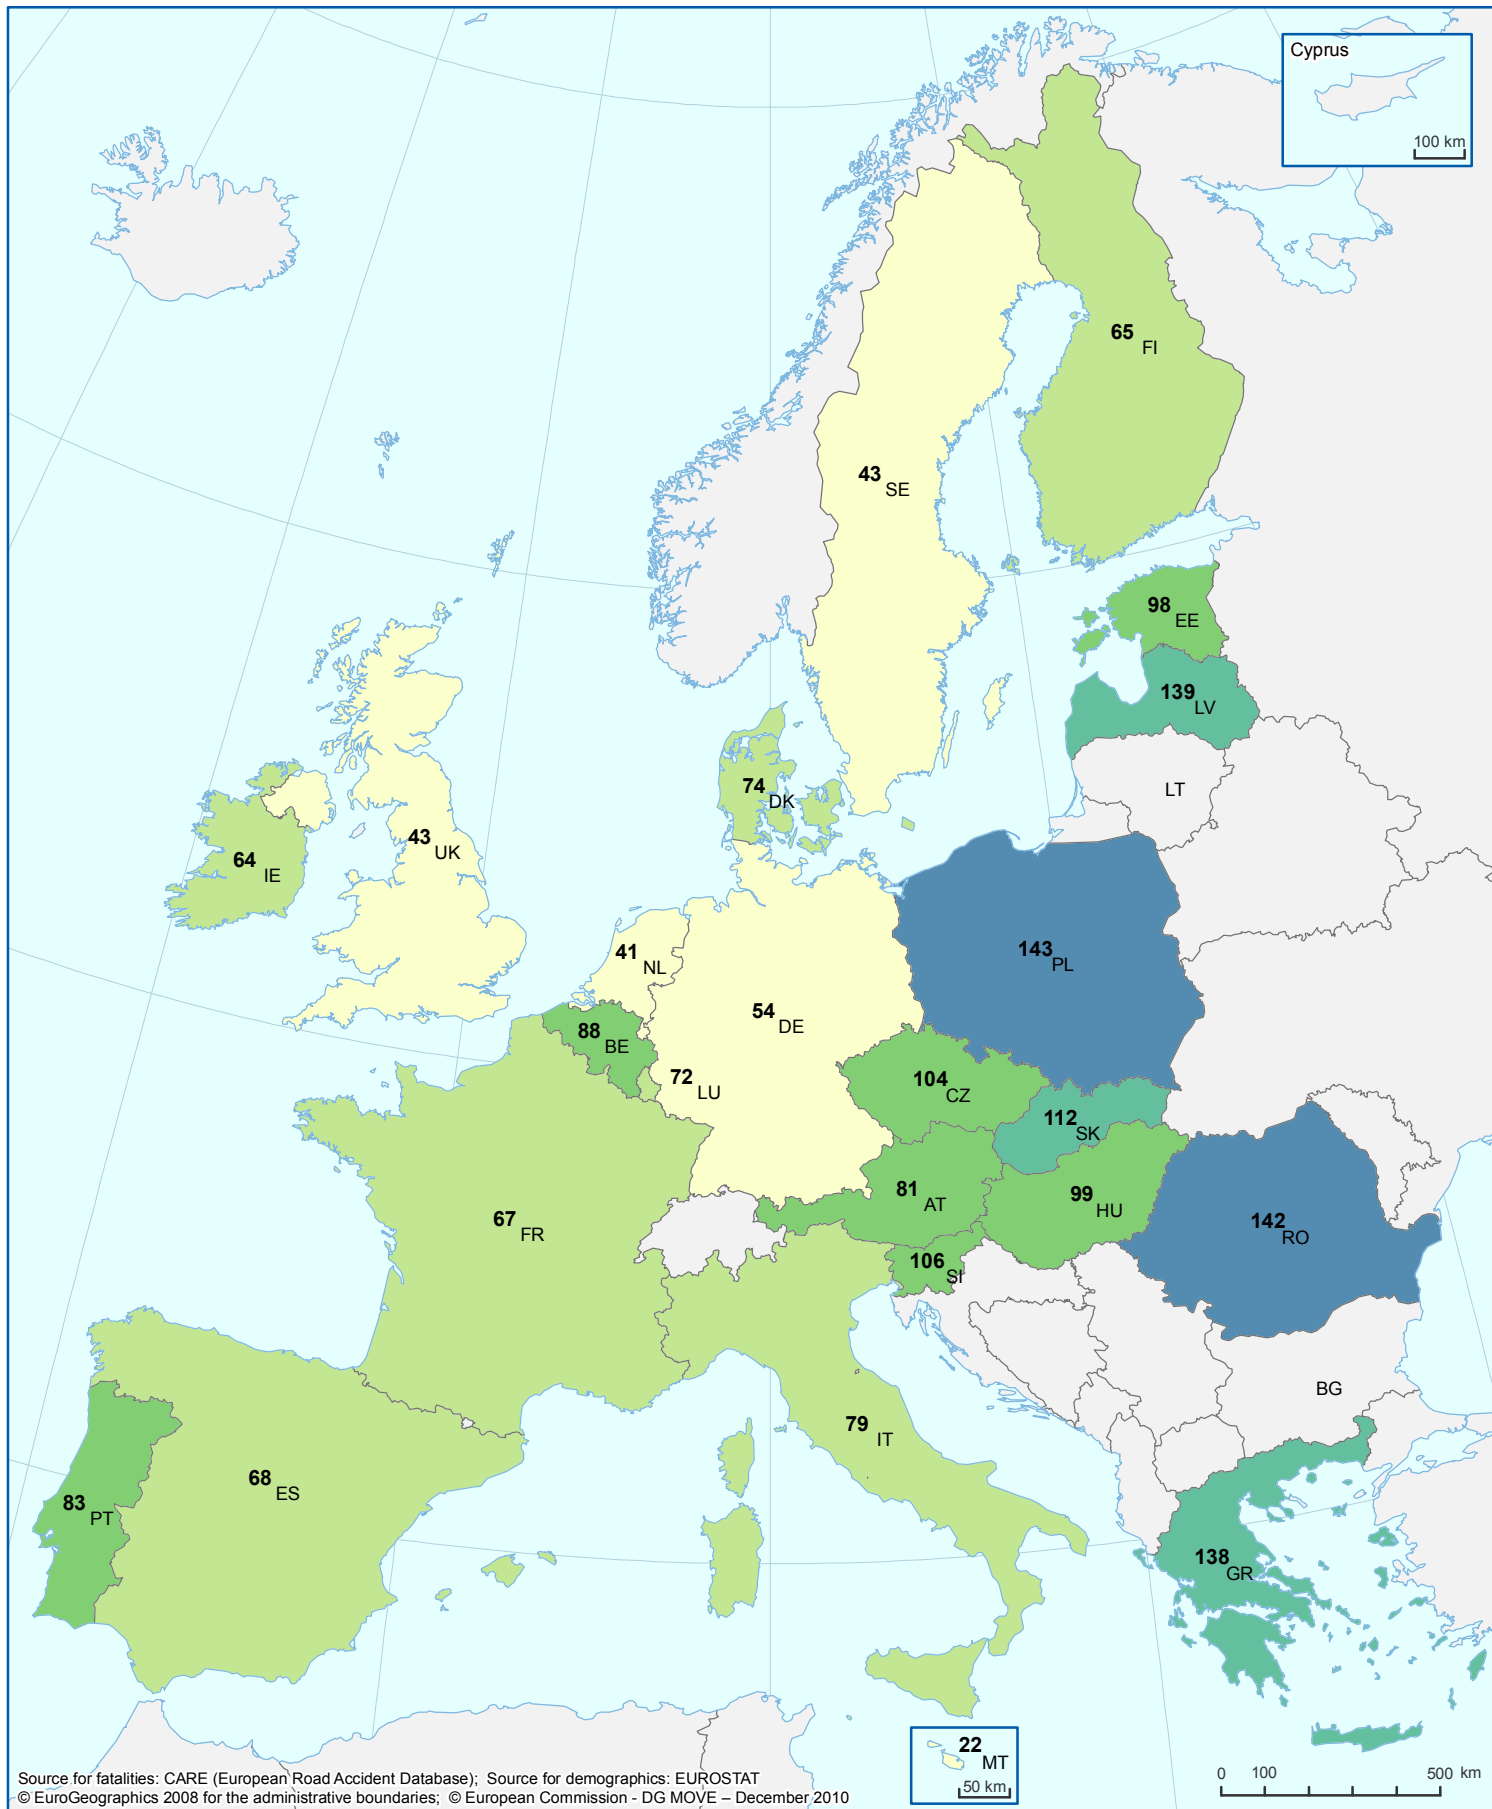 Cyprus
100 km
65 FI
43 SE
98 EE
139 LV
LT
74 DK
43 UK
64 IE
41 NL
143 PL
54 DE
88 BE
72 LU
104 CZ
112 SK
81 AT
99 HU
67 FR
142 RO
106 SI
BG
79 IT
68 ES
83 PT
138 GR
22 MT
50 km
0 100 500 km
Source for fatalities: CARE (European Road Accident Database); Source for demographics: EUROSTAT
© EuroGeographics 2008 for the administrative boundaries; © European Commission - DG MOVE – December 2010